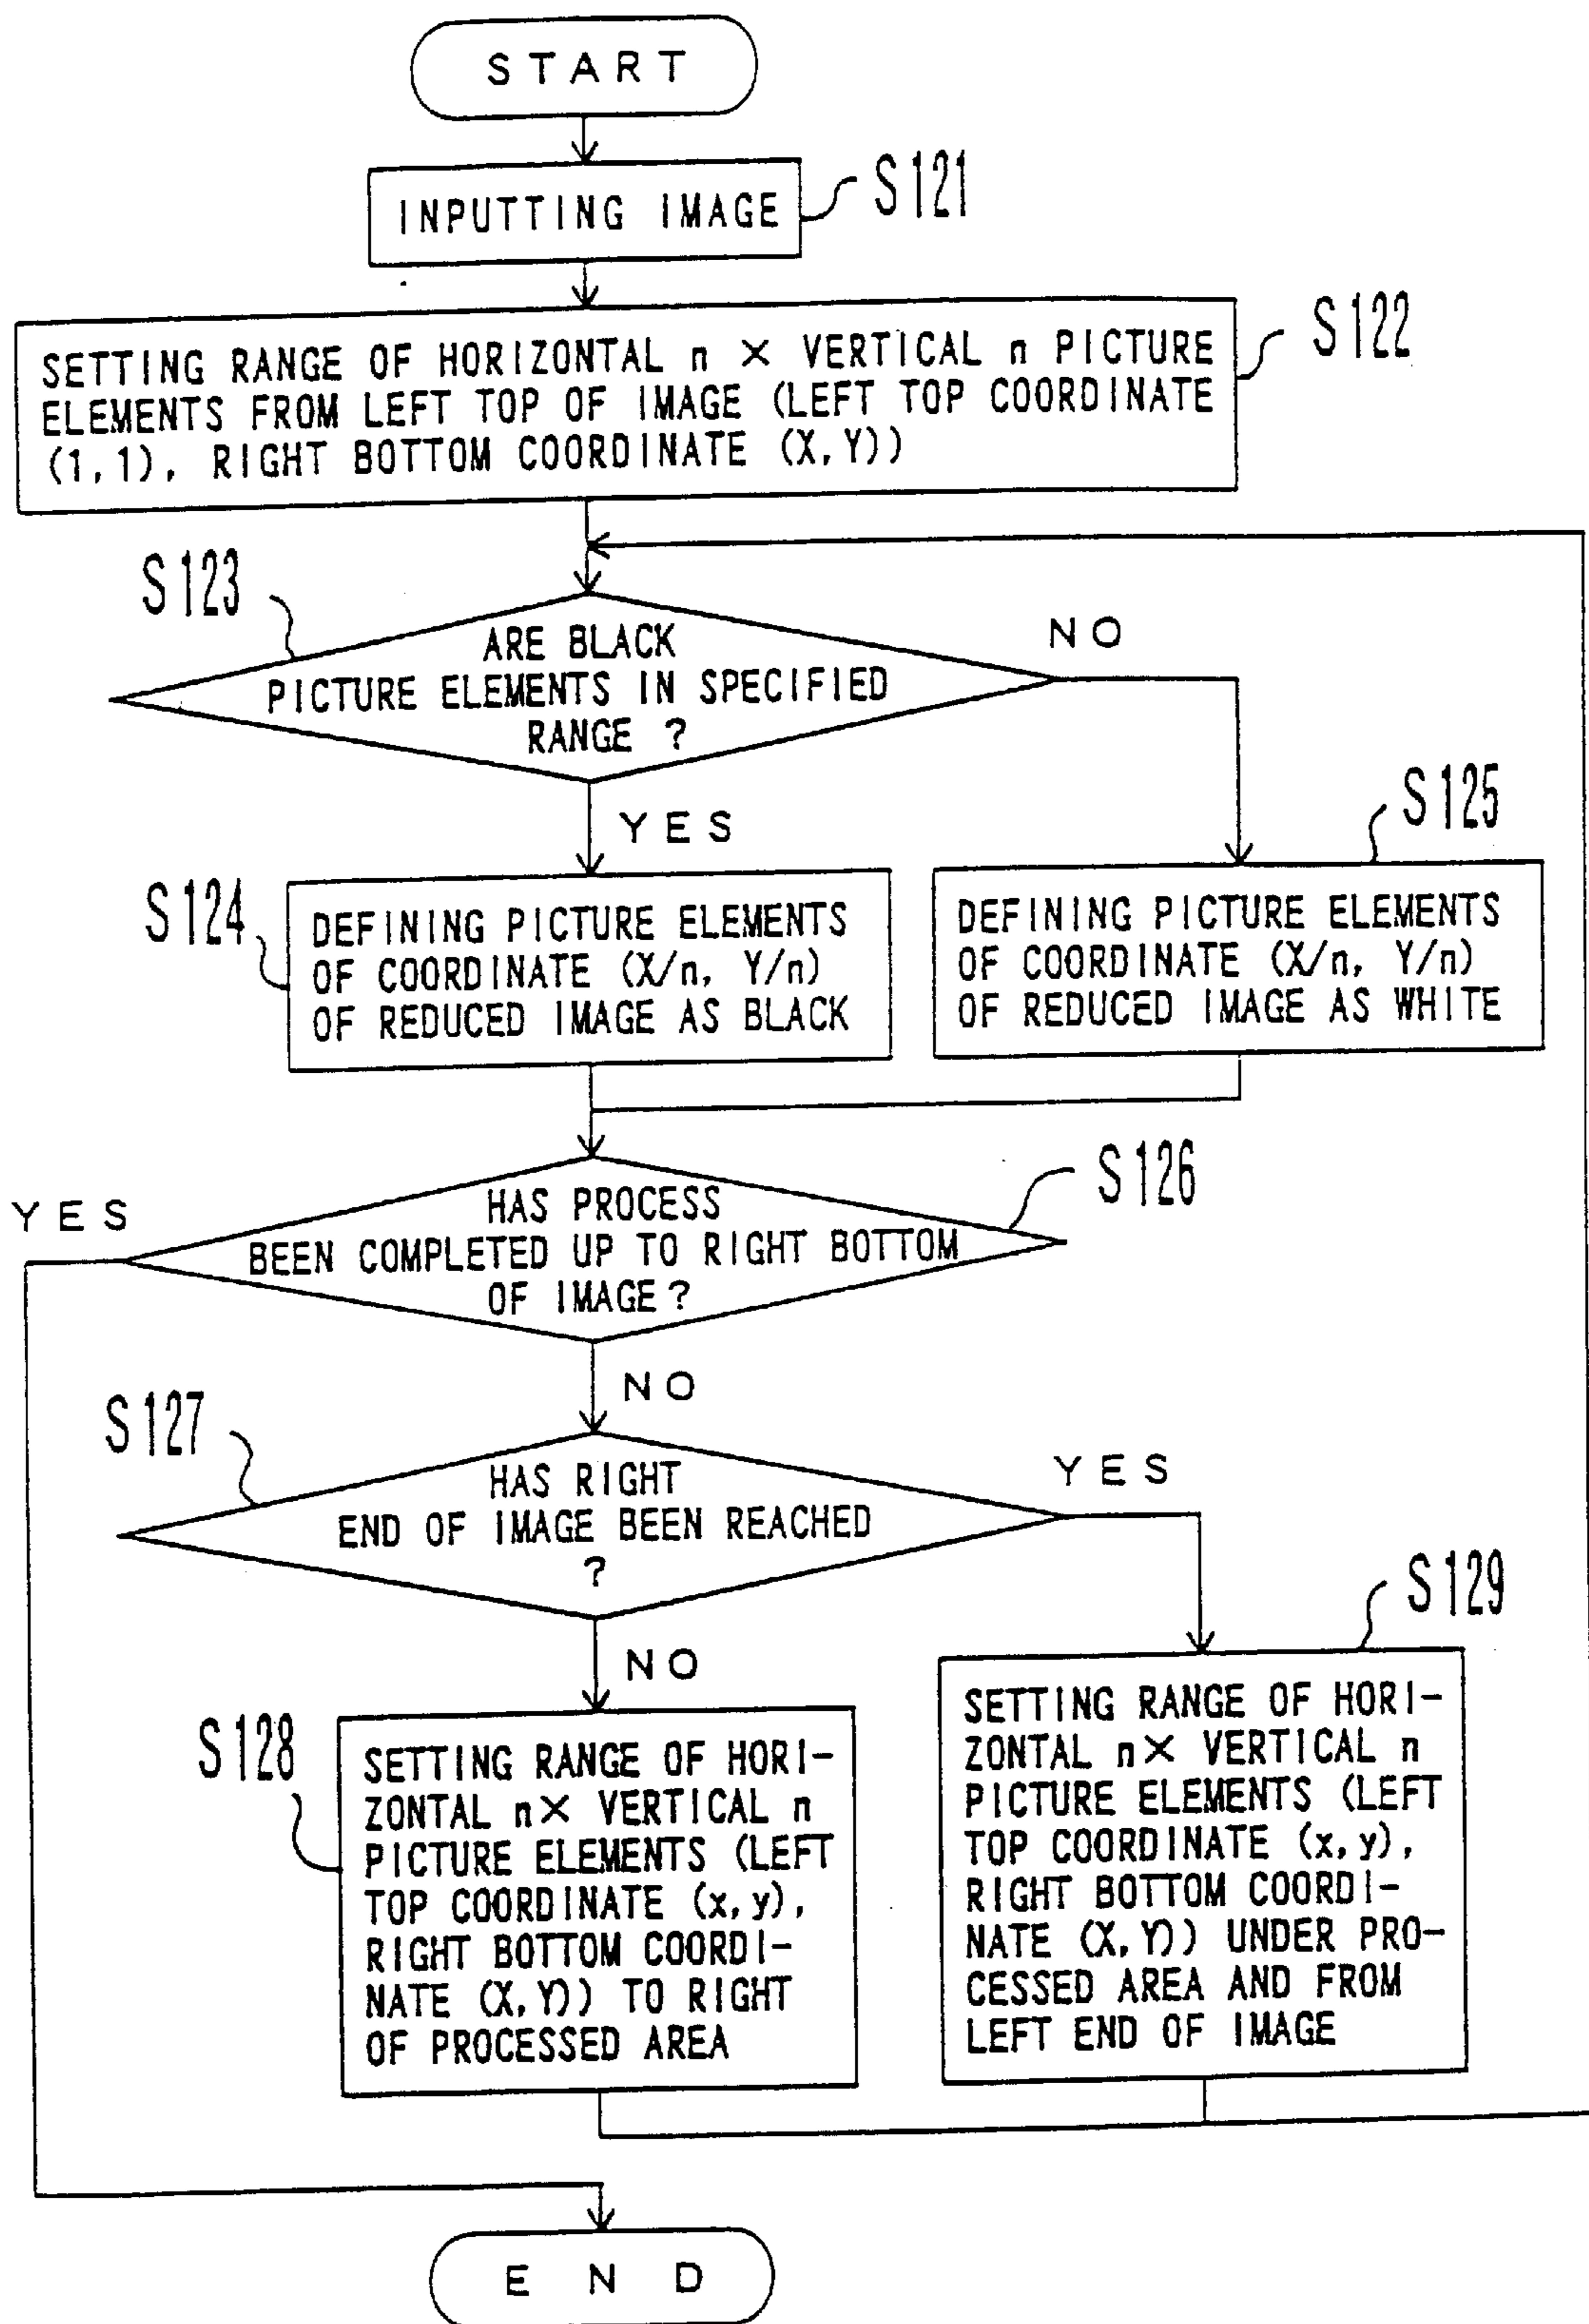 START
INPUTTING IMAGE
S121
SETTING RANGE OF HORIZONTAL n × VERTICAL n PICTURE
ELEMENTS FROM LEFT TOP OF IMAGE (LEFT TOP COORDINATE
(1,1), RIGHT BOTTOM COORDINATE (X,Y))
S122
S123
ARE BLACK
PICTURE ELEMENTS IN SPECIFIED
RANGE ?
NO
YES
S124
DEFINING PICTURE ELEMENTS
OF COORDINATE (X/n, Y/n)
OF REDUCED IMAGE AS BLACK
S125
DEFINING PICTURE ELEMENTS
OF COORDINATE (X/n, Y/n)
OF REDUCED IMAGE AS WHITE
S126
YES
HAS PROCESS
BEEN COMPLETED UP TO RIGHT BOTTOM
OF IMAGE?
NO
S127
HAS RIGHT
END OF IMAGE BEEN REACHED
?
YES
NO
S128
SETTING RANGE OF HORI-
ZONTAL n× VERTICAL n
PICTURE ELEMENTS (LEFT
TOP COORDINATE (x,y),
RIGHT BOTTOM COORDI-
NATE (X,Y)) TO RIGHT
OF PROCESSED AREA
S129
SETTING RANGE OF HORI-
ZONTAL n× VERTICAL n
PICTURE ELEMENTS (LEFT
TOP COORDINATE (x,y),
RIGHT BOTTOM COORDI-
NATE (X,Y)) UNDER PRO-
CESSED AREA AND FROM
LEFT END OF IMAGE
END